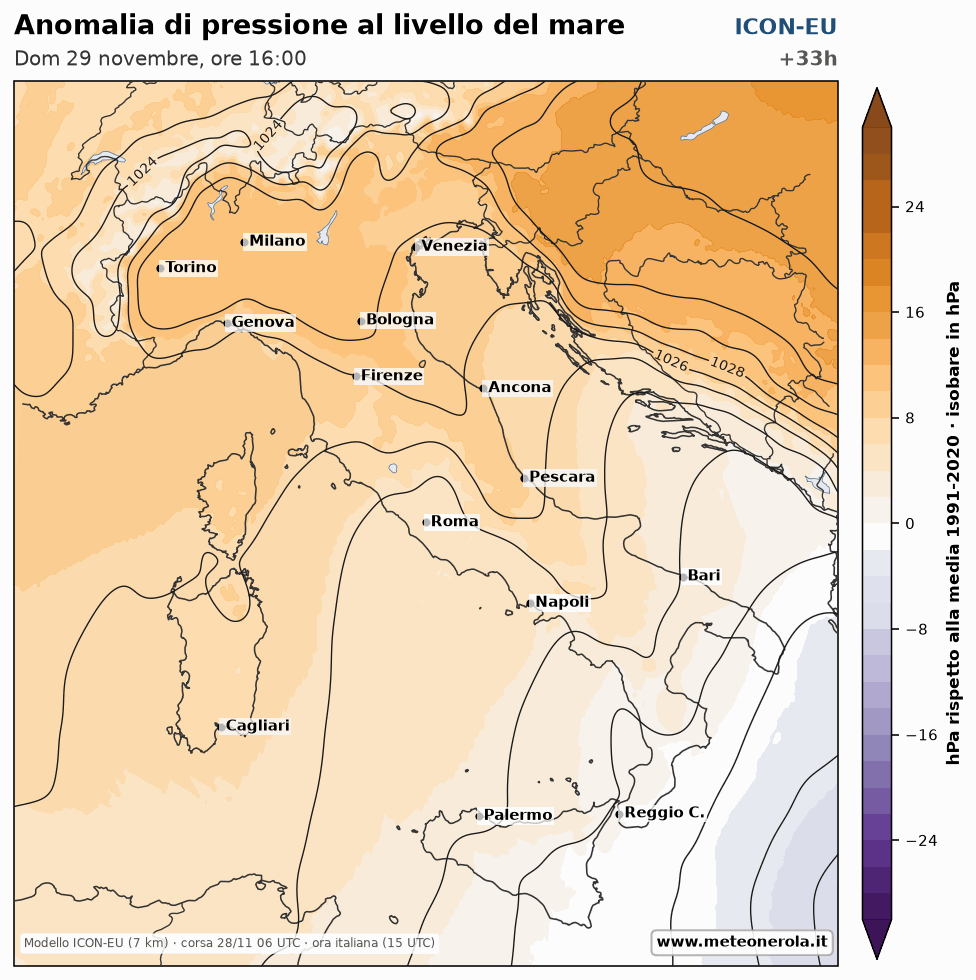 Anomalia di pressione al livello del mare
ICON-EU
Dom 29 novembre, ore 16:00
+33h
1024
1024
Milano
Venezia
Torino
Genova
Bologna
1026
1028
Firenze
Ancona
Pescara
Roma
Bari
Napoli
Cagliari
Palermo
Reggio C.
24
16
8
0
−8
−16
−24
hPa rispetto alla media 1991-2020 · isobare in hPa
Modello ICON-EU (7 km) · corsa 28/11 06 UTC · ora italiana (15 UTC)
www.meteonerola.it